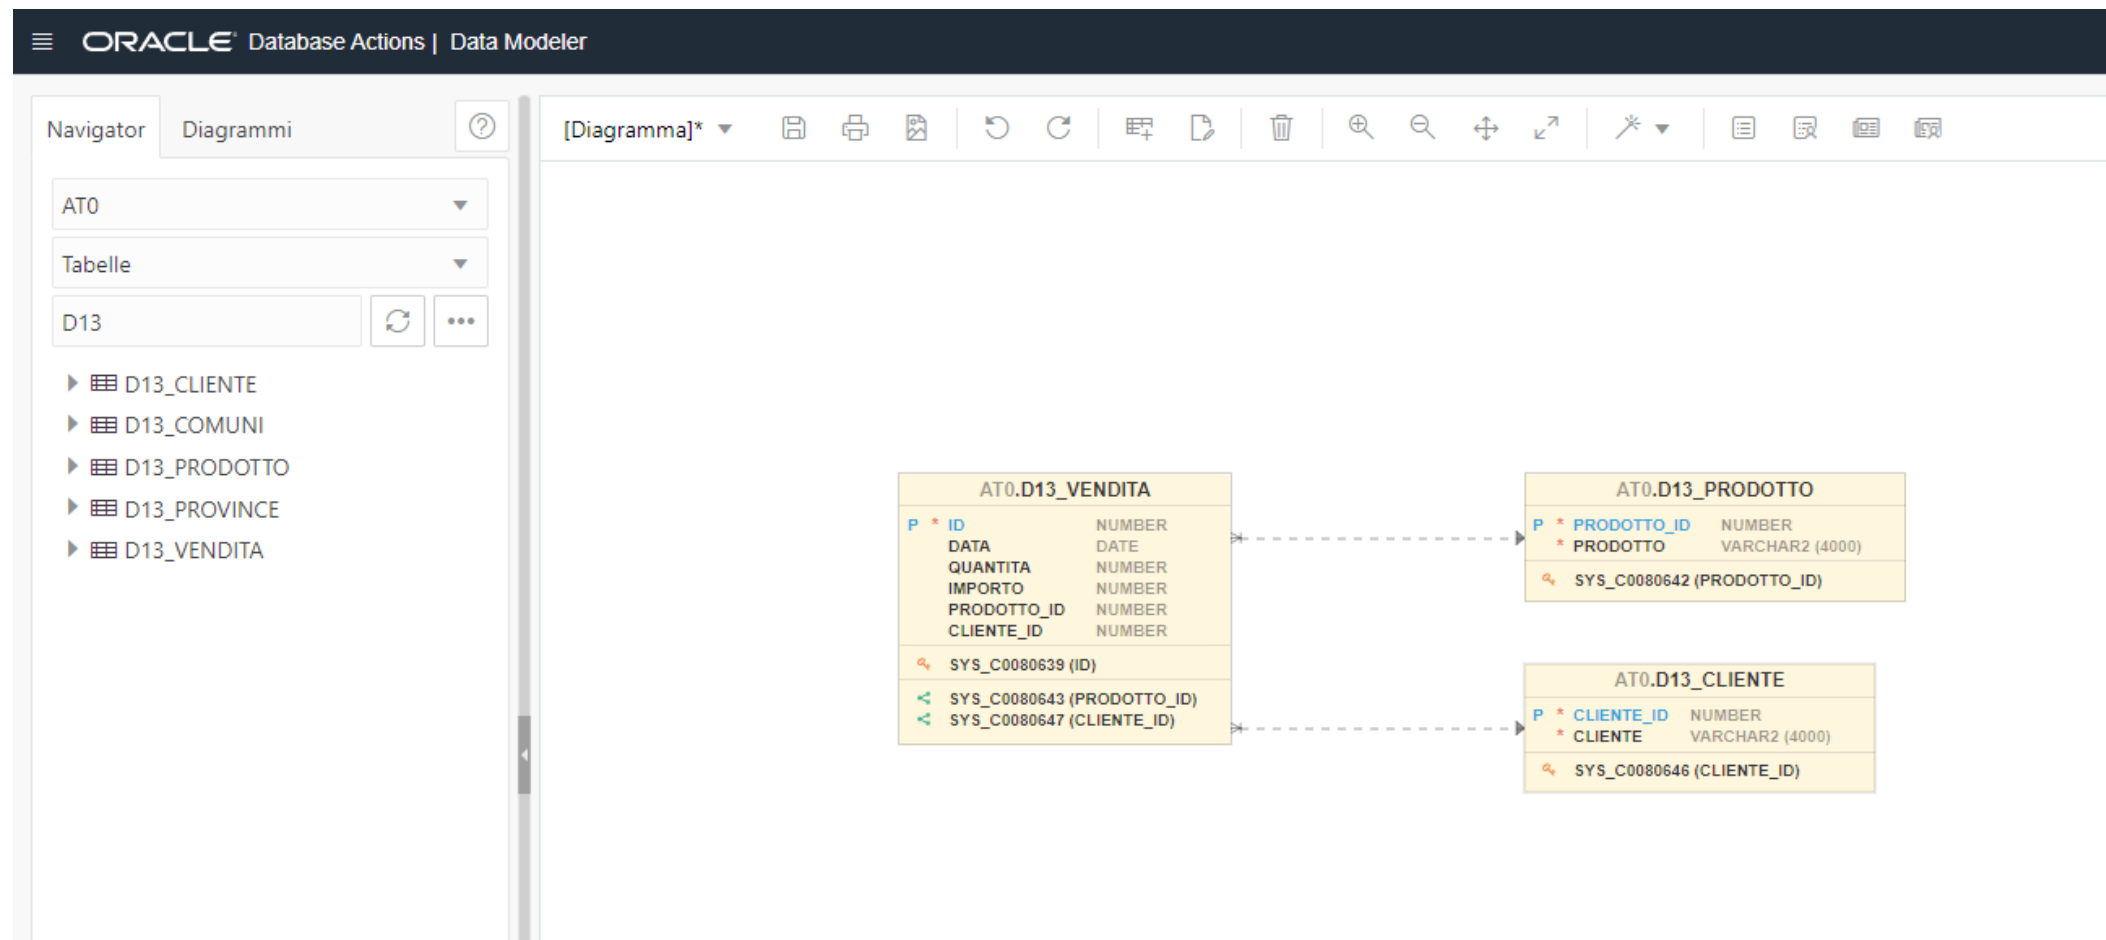 ORACLE Database Actions | Data Modeler
Navigator
Diagrammi
[Diagramma]*
AT0
Tabelle
D13
D13_CLIENTE
D13_COMUNI
D13_PRODOTTO
D13_PROVINCE
D13_VENDITA
AT0.D13_VENDITA
P * ID NUMBER
DATA DATE
QUANTITA NUMBER
IMPORTO NUMBER
PRODOTTO_ID NUMBER
CLIENTE_ID NUMBER
SYS_C0080639 (ID)
SYS_C0080643 (PRODOTTO_ID)
SYS_C0080647 (CLIENTE_ID)
AT0.D13_PRODOTTO
P * PRODOTTO_ID NUMBER
* PRODOTTO VARCHAR2 (4000)
SYS_C0080642 (PRODOTTO_ID)
AT0.D13_CLIENTE
P * CLIENTE_ID NUMBER
* CLIENTE VARCHAR2 (4000)
SYS_C0080646 (CLIENTE_ID)